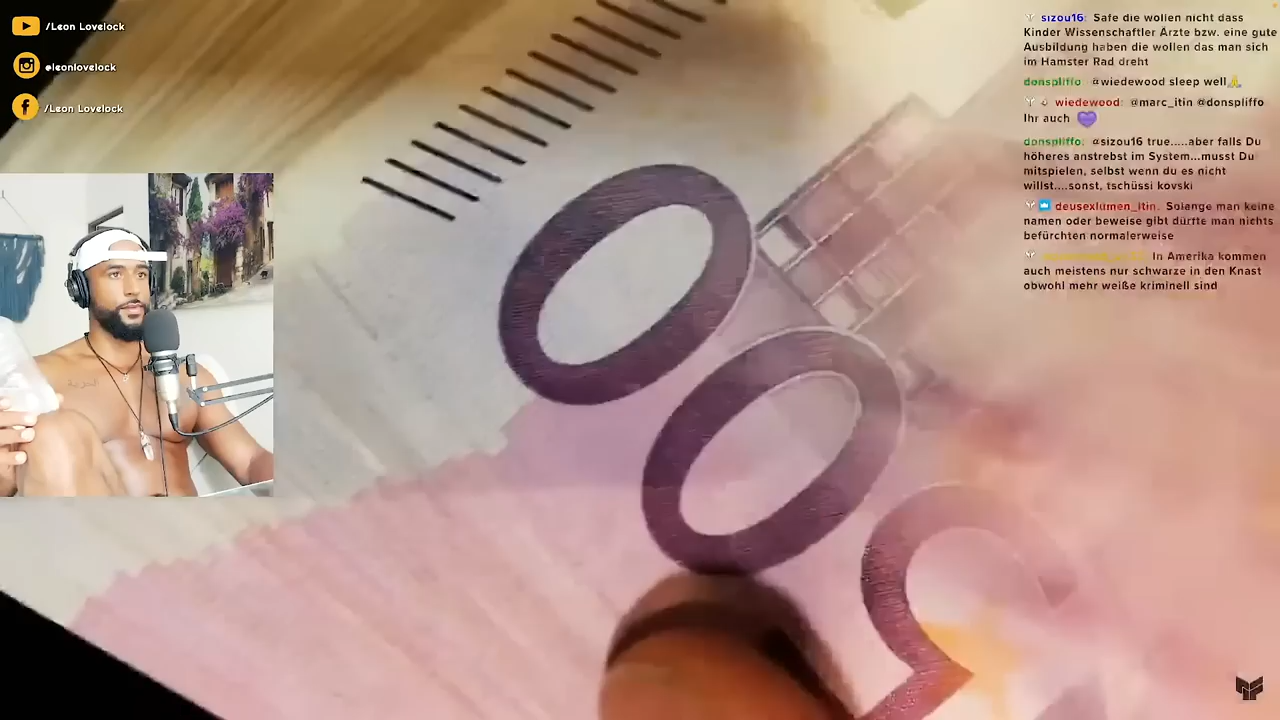 /Leon Lovelock
@leonlovelock
/Leon Lovelock
sizou16: Safe die wollen nicht dass
Kinder Wissenschaftler Ärzte bzw. eine gute
Ausbildung haben die wollen das man sich
im Hamster Rad dreht
donspliffo: @wiedewood sleep well
wiedewood: @marc_itin @donspliffo
Ihr auch
donspliffo: @sizou16 true.....aber falls Du
höheres anstrebst im System...musst Du
mitspielen, selbst wenn du es nicht
willst....sonst, tschüssi kovski
deusexlumen_itin: Solange man keine
namen oder beweise gibt dürfte man nichts
befürchten normalerweise
In Amerika kommen
auch meistens nur schwarze in den Knast
obwohl mehr weiße kriminell sind
500